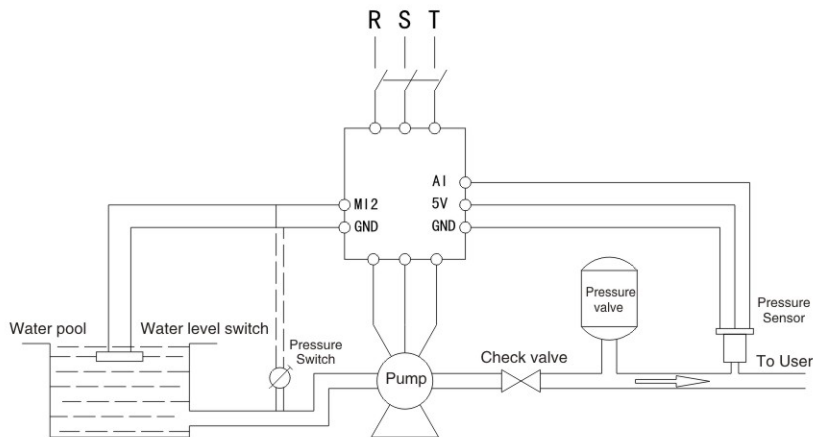 R S T
AI
MI2
5V
GND
GND
Pressure
valve
Water pool
Water level switch
Pressure
Sensor
Pressure
Switch
Check valve
To User
Pump